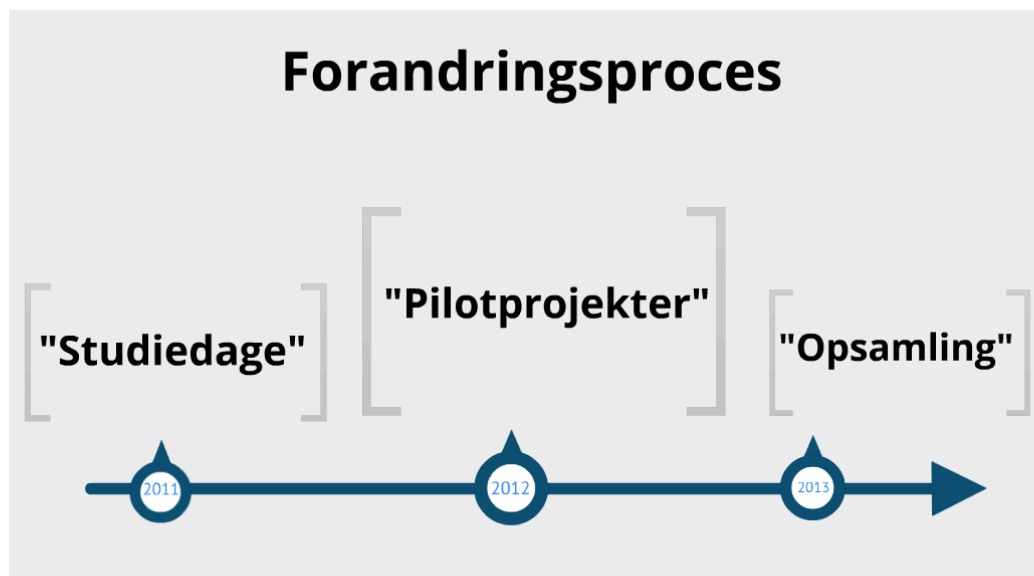 Forandringsproces
"Studiedage"
"Pilotprojekter"
"Opsamling"
2011
2012
2013